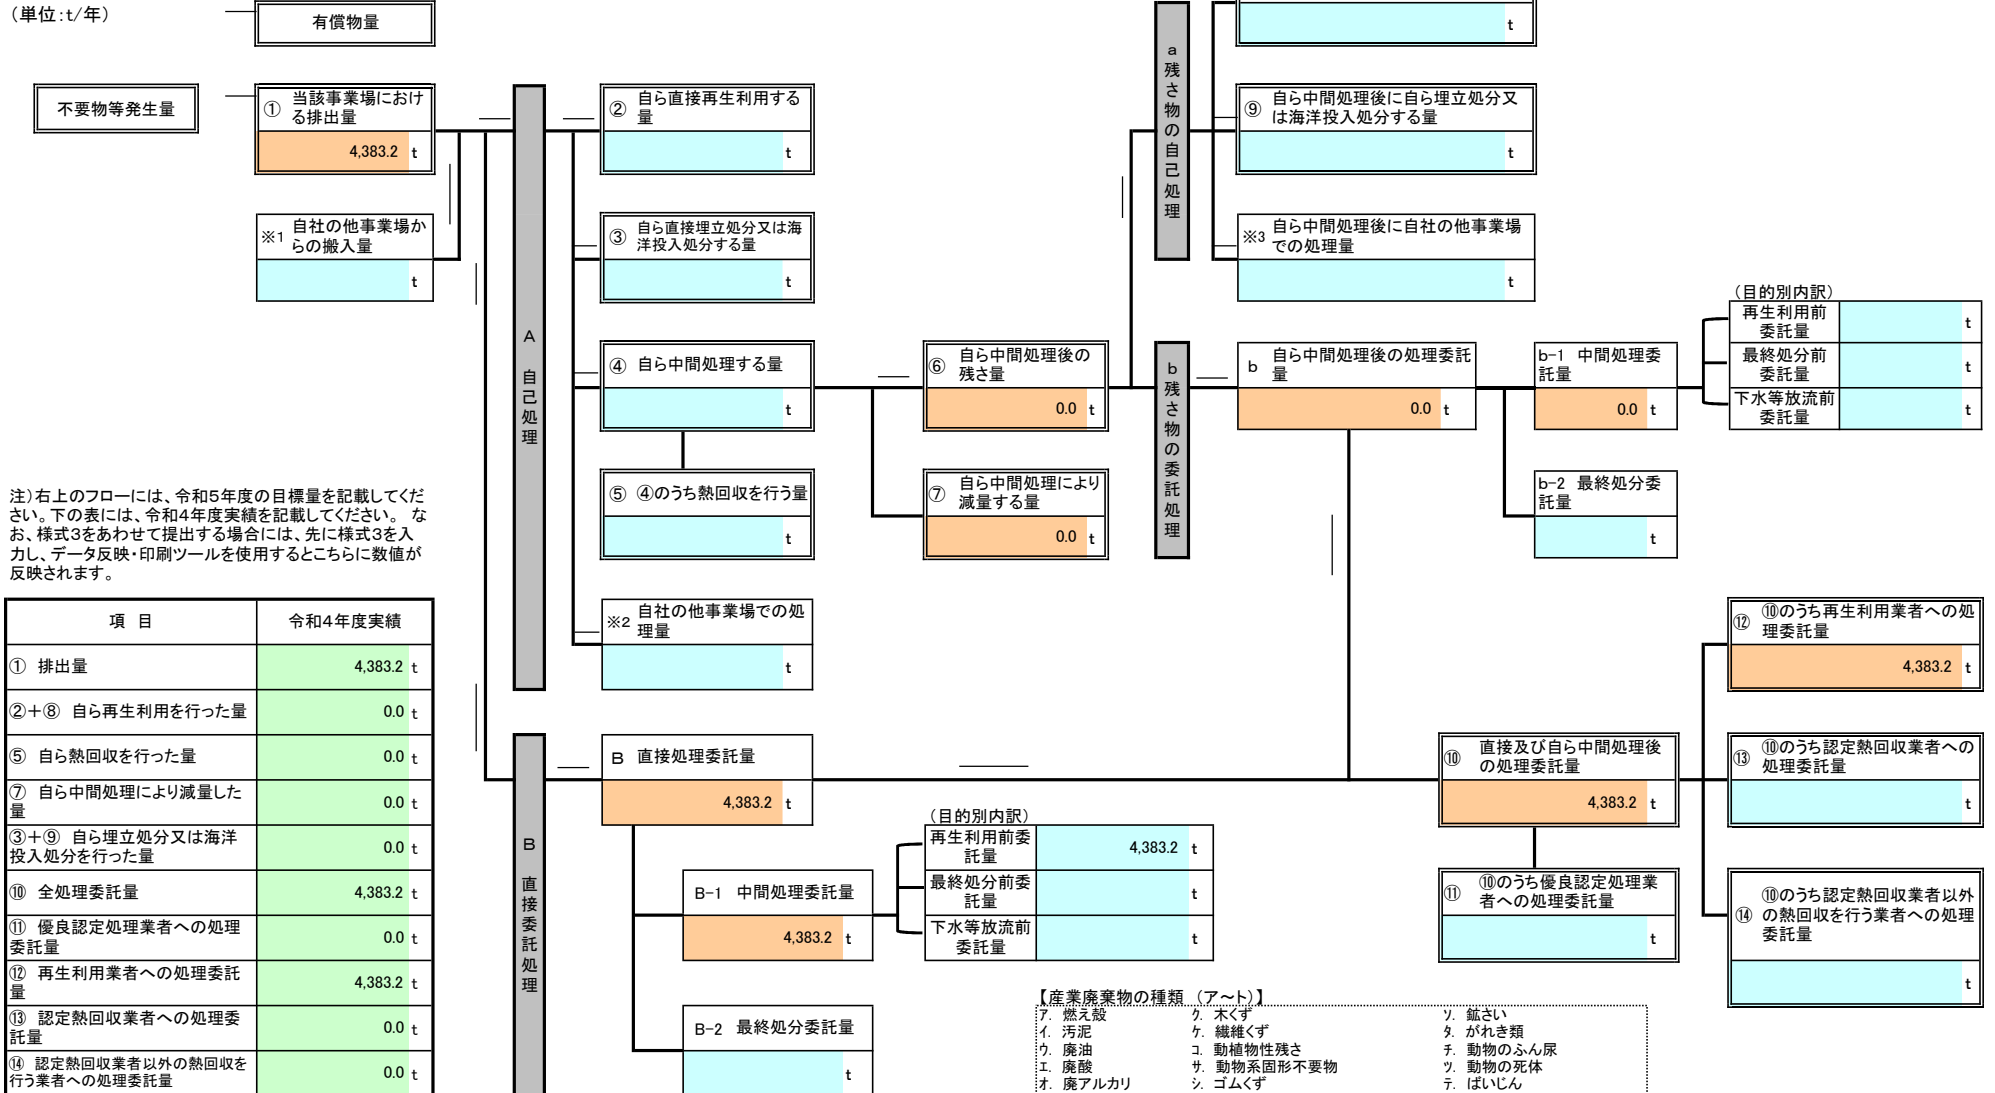 （単位：t/年）
有償物量
不要物等発生量
① 当該事業場におけ
る排出量
4,383.2 t
※1 自社の他事業場か
らの搬入量
t
A 自己処理
② 自ら直接再生利用する
量
t
③ 自ら直接埋立処分又は海
洋投入処分する量
t
④ 自ら中間処理する量
t
⑤ ④のうち熱回収を行う量
t
※2 自社の他事業場での処
理量
t
⑥ 自ら中間処理後の
残さ量
0.0 t
⑦ 自ら中間処理により
減量する量
0.0 t
a 残さ物の自己処理
t
⑨ 自ら中間処理後に自ら埋立処分又
は海洋投入処分する量
t
※3 自ら中間処理後に自社の他事業場
での処理量
t
b 残さ物の委託処理
b 自ら中間処理後の処理委託
量
0.0 t
b-1 中間処理委
託量
0.0 t
b-2 最終処分委
託量
t
（目的別内訳）
再生利用前
委託量
t
最終処分前
委託量
t
下水等放流前
委託量
t
注）右上のフローには、令和５年度の目標量を記載してくだ
さい。下の表には、令和４年度実績を記載してください。 な
お、様式３をあわせて提出する場合には、先に様式３を入
力し、データ反映・印刷ツールを使用するとこちらに数値が
反映されます。
項 目 令和４年度実績
① 排出量 4,383.2 t
②＋⑧ 自ら再生利用を行った量 0.0 t
⑤ 自ら熱回収を行った量 0.0 t
⑦ 自ら中間処理により減量した
量 0.0 t
③＋⑨ 自ら埋立処分又は海洋
投入処分を行った量 0.0 t
⑩ 全処理委託量 4,383.2 t
⑪ 優良認定処理業者への処理
委託量 0.0 t
⑫ 再生利用業者への処理委託
量 4,383.2 t
⑬ 認定熱回収業者への処理委
託量 0.0 t
⑭ 認定熱回収業者以外の熱回収を
行う業者への処理委託量 0.0 t
B 直接委託処理
B 直接処理委託量
4,383.2 t
B-1 中間処理委託量
4,383.2 t
B-2 最終処分委託量
t
（目的別内訳）
再生利用前委
託量
4,383.2 t
最終処分前委
託量
t
下水等放流前
委託量
t
⑩ 直接及び自ら中間処理後
の処理委託量
4,383.2 t
⑪ ⑩のうち優良認定処理業
者への処理委託量
t
⑫ ⑩のうち再生利用業者への処
理委託量
4,383.2 t
⑬ ⑩のうち認定熱回収業者への
処理委託量
t
⑭ ⑩のうち認定熱回収業者以外
の熱回収を行う業者への処理
委託量
t
【産業廃棄物の種類 （ア～ト）】
ア. 燃え殻 ク. 木くず ソ. 鉱さい
イ. 汚泥 ケ. 繊維くず タ. がれき類
ウ. 廃油 コ. 動植物性残さ チ. 動物のふん尿
エ. 廃酸 サ. 動物系固形不要物 ツ. 動物の死体
オ. 廃アルカリ シ. ゴムくず テ. ばいじん